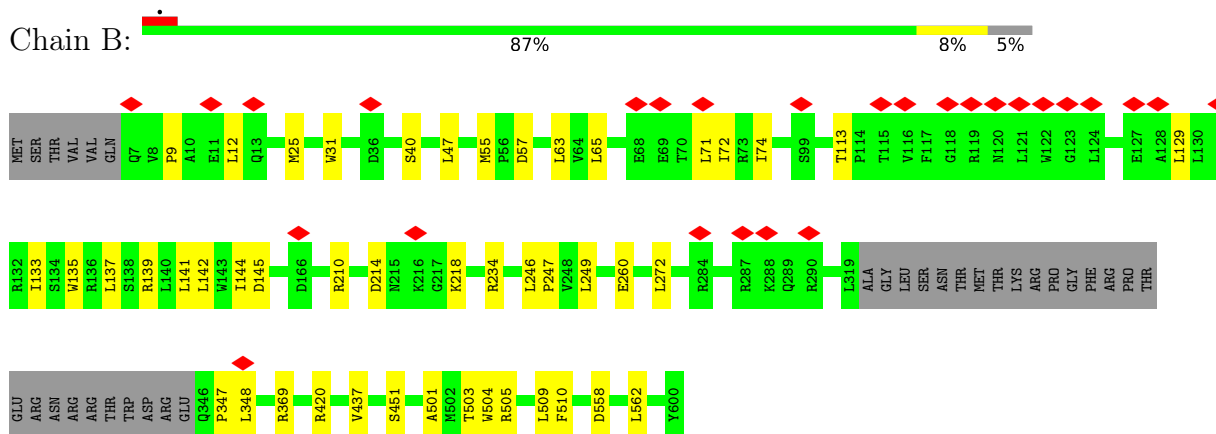 Chain B:
87% 8% 5%
MET SER THR VAL VAL GLN Q7 V8 P9 A10 E11 L12 Q13 M25 W31 D36 S40 L47 M55 P56 D57 L63 V64 L65 E68 E69 T70 L71 I72 R73 I74 S99 T113 P114 T115 V116 F117 G118 R119 N120 L121 W122 G123 L124 E127 A128 L129 L130
R132 I133 S134 W135 R136 L137 S138 R139 L140 L141 L142 W143 I144 D145 D166 R210 D214 N215 K216 G217 K218 R234 L246 P247 V248 L249 E260 L272 R284 R287 K288 Q289 R290 L319 ALA GLY LEU SER ASN THR MET THR LYS ARG PRO GLY PHE ARG PRO THR
GLU ARG ASN ARG ARG THR TRP ASP ARG GLU Q346 P347 L348 R369 R420 V437 S451 A501 M502 T503 W504 R505 L509 F510 D558 L562 Y600